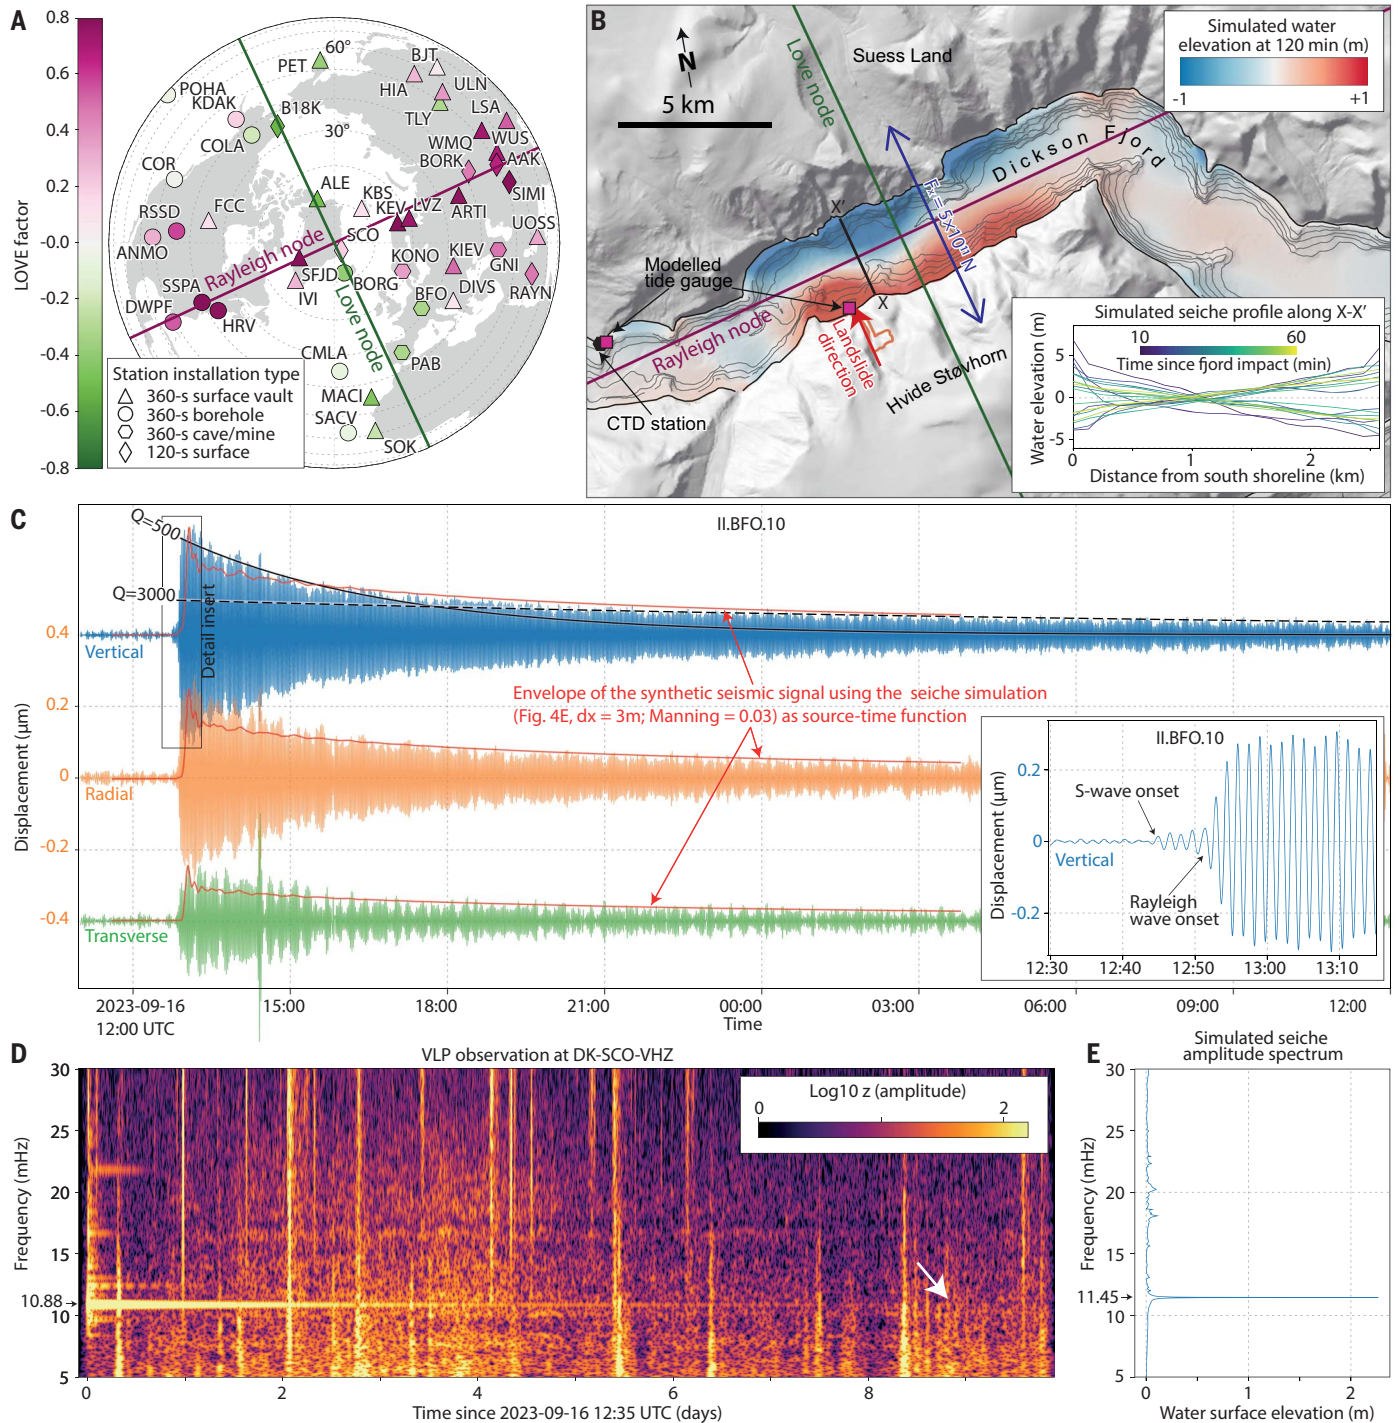 A
0.8
0.6
0.4
0.2
-0.0
-0.2
-0.4
-0.6
-0.8
LOVE factor
60°
30°
PET
BJT
HIA
ULN
TLY
LSA
WUS
WMQ
BORK
AAK
SIMI
POHA
KDAK
B18K
COLA
COR
ALE
KBS
KEV
LVZ
ARTI
UOSS
RSSD
FCC
ANMO
SCO
KONO
KIEV
GNI
RAYN
SSPA
SFJD
BORG
IVI
BFO
DIVS
DWPF
HRV
CMLA
PAB
MACI
SACV
SOK
Rayleigh node
Love node
Station installation type
360-s surface vault
360-s borehole
360-s cave/mine
120-s surface
B
N
5 km
Love node
Suess Land
Simulated water
elevation at 120 min (m)
-1
+1
Dickson Fjord
Fₓ = 5×10¹¹ N
X'
X
Modelled
tide gauge
Rayleigh node
Landslide
direction
Hvide Støvhorn
CTD station
Simulated seiche profile along X-X’
10
60
Time since fjord impact (min)
Water elevation (m)
5
0
-5
0
1
2
Distance from south shoreline (km)
C
II.BFO.10
Q=500
Q=3000
Detail insert
0.4
Vertical
0.2
0
Radial
-0.2
-0.4
Transverse
Displacement (μm)
Envelope of the synthetic seismic signal using the seiche simulation
(Fig. 4E, dx = 3m; Manning = 0.03) as source-time function
II.BFO.10
0.2
0
-0.2
Displacement (μm)
S-wave onset
Vertical
Rayleigh
wave onset
12:30
12:40
12:50
13:00
13:10
2023-09-16
12:00 UTC
15:00
18:00
21:00
00:00
03:00
06:00
09:00
12:00
Time
D
VLP observation at DK-SCO-VHZ
Log10 z (amplitude)
0
2
30
25
20
15
10.88
10
5
Frequency (mHz)
0
2
4
6
8
Time since 2023-09-16 12:35 UTC (days)
E
Simulated seiche
amplitude spectrum
30
25
20
15
11.45
10
5
Frequency (mHz)
0
1
2
Water surface elevation (m)